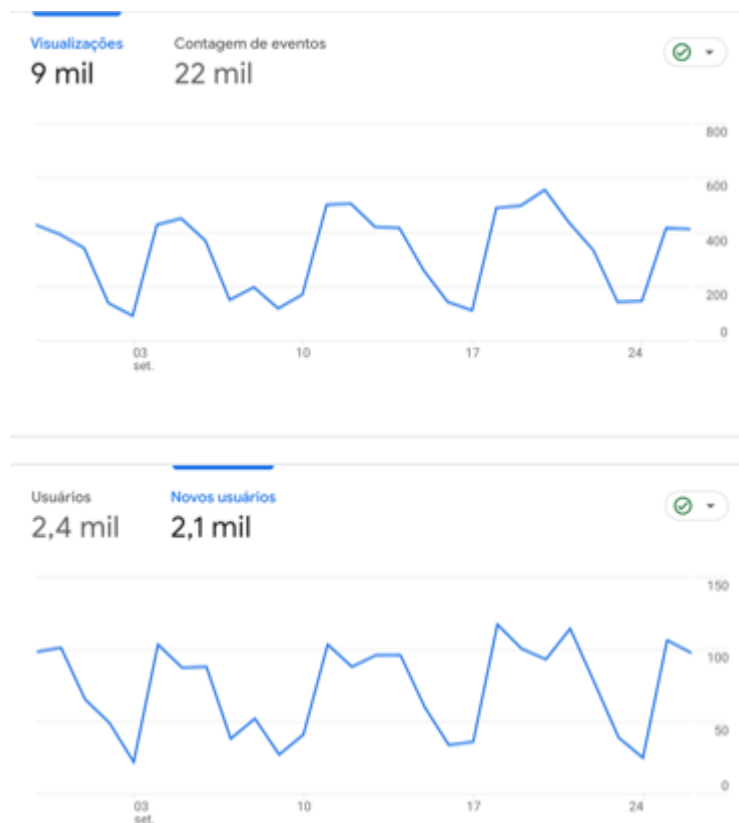 Visualizações Contagem de eventos
9 mil 22 mil
800
600
400
200
0
03 10 17 24
set.
Usuários Novos usuários
2,4 mil 2,1 mil
150
100
50
0
03 10 17 24
set.